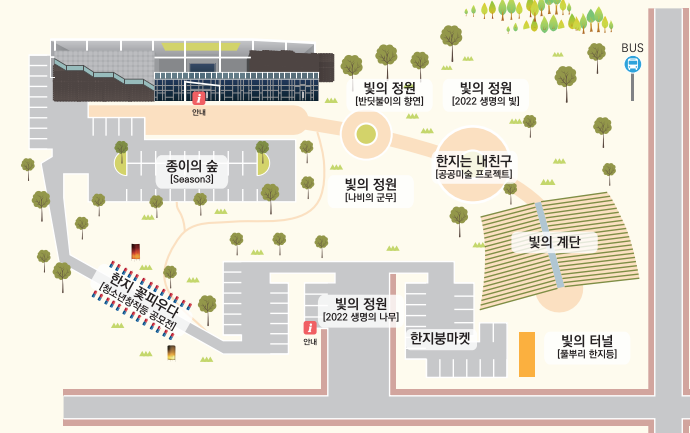 BUS
빛의 정원
[반딧불이의 향연]
빛의 정원
[2022 생명의 빛]
i
안내
종이의 숲
[Season3]
한지는 내친구
[공공미술 프로젝트]
빛의 정원
[나비의 군무]
빛의 계단
한지 꽃피우다
[청소년창작등 공모전]
빛의 정원
[2022 생명의 나무]
i
안내
한지붕마켓
빛의 터널
[풀뿌리 한지등]